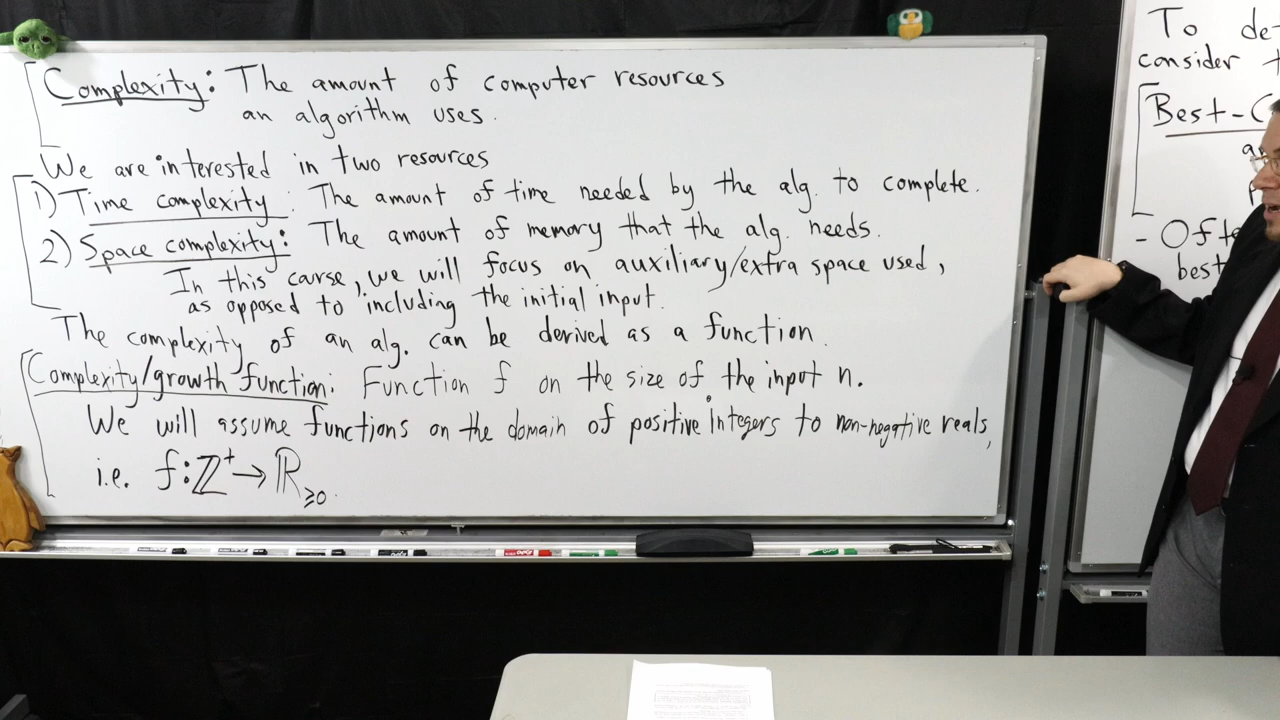 Complexity: The amount of computer resources
an algorithm uses.
We are interested in two resources
1) Time complexity: The amount of time needed by the alg. to complete.
2) Space complexity: The amount of memory that the alg. needs.
In this carse, we will focus on auxiliary/extra space used,
as opposed to including the initial input.
The complexity of an alg. can be derived as a function.
Complexity/growth function: Function f on the size of the input n.
We will assume functions on the domain of positive integers to non-negative reals,
i.e. f: ℤ⁺ → ℝ≥0.
To de-
consider t
Best-C
a
- Ofte
best